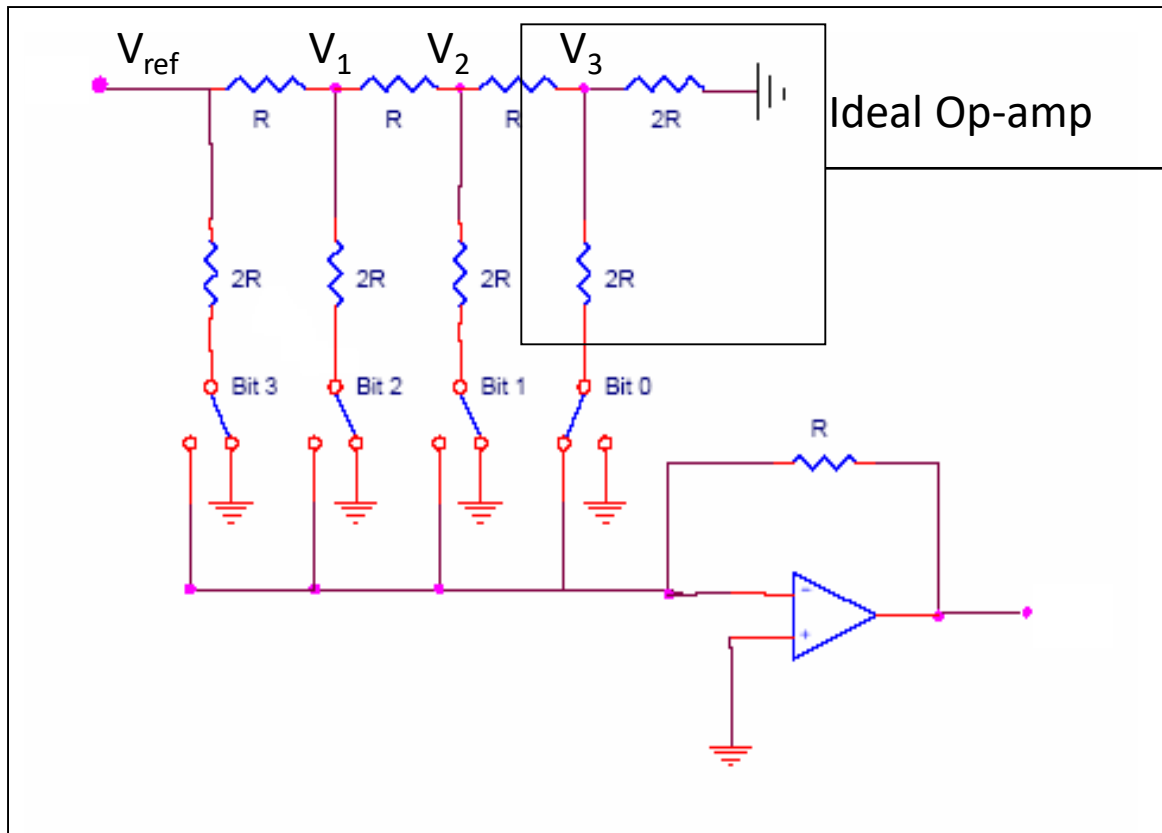 Vref V1 V2 V3
Ideal Op-amp
R R R 2R
2R 2R 2R 2R
Bit 3 Bit 2 Bit 1 Bit 0
R
-
+